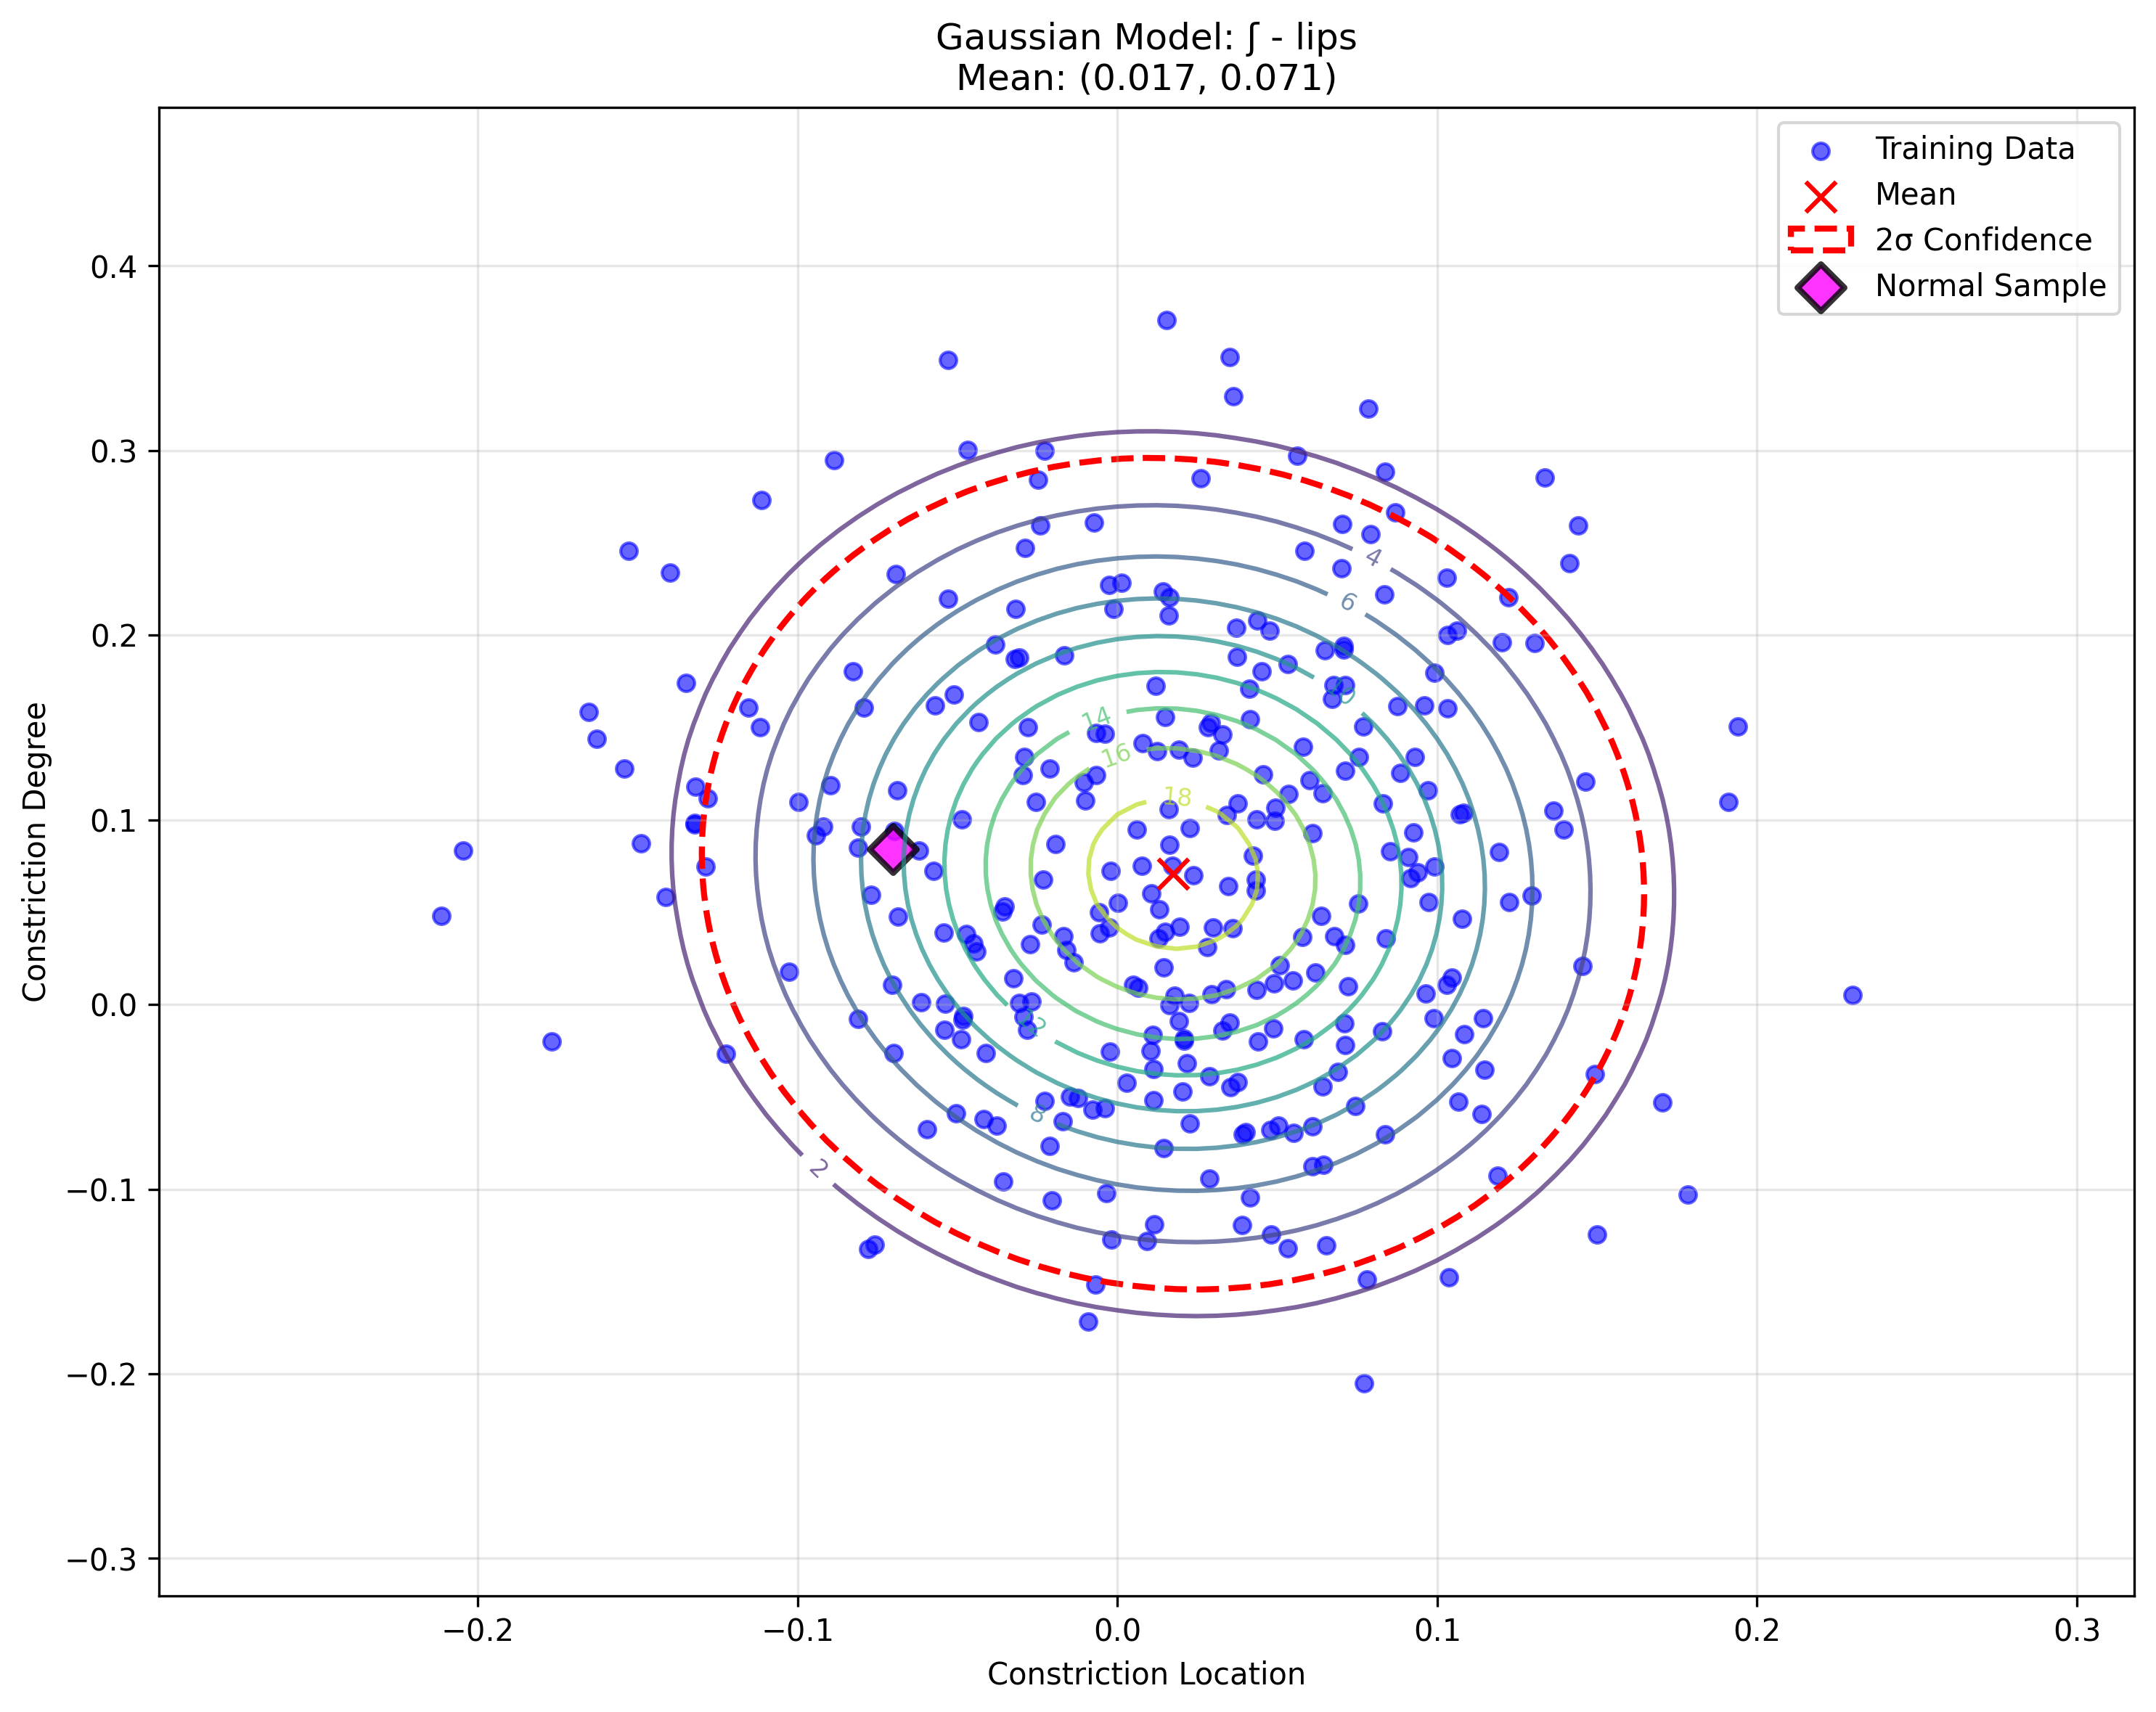 Gaussian Model: ʃ - lips
Mean: (0.017, 0.071)
Training Data
Mean
2σ Confidence
Normal Sample
Constriction Degree
0.4
0.3
0.2
0.1
0.0
−0.1
−0.2
−0.3
4
6
14
16
18
8
2
−0.2
−0.1
0.0
0.1
0.2
0.3
Constriction Location